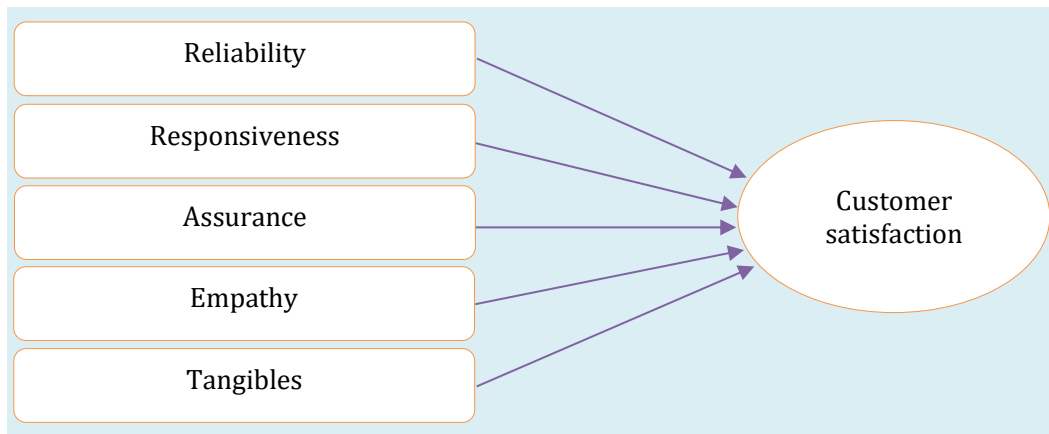 Reliability
Responsiveness
Assurance
Empathy
Tangibles
Customer
satisfaction